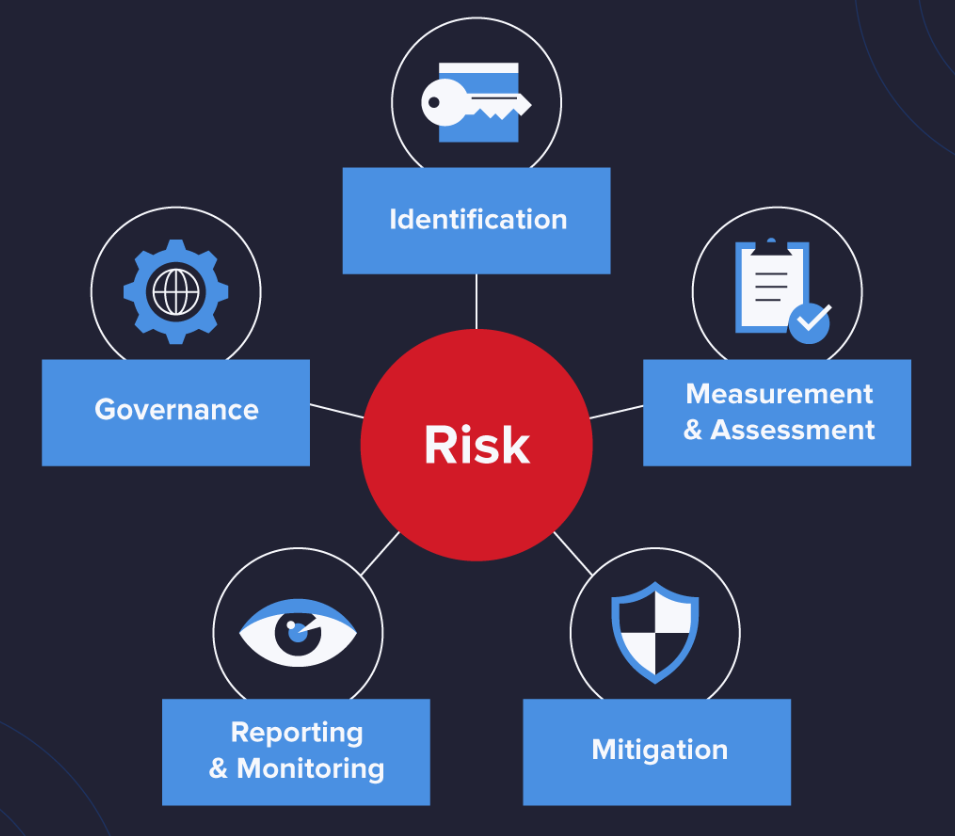 Identification
Governance
Measurement
& Assessment
Risk
Reporting
& Monitoring
Mitigation